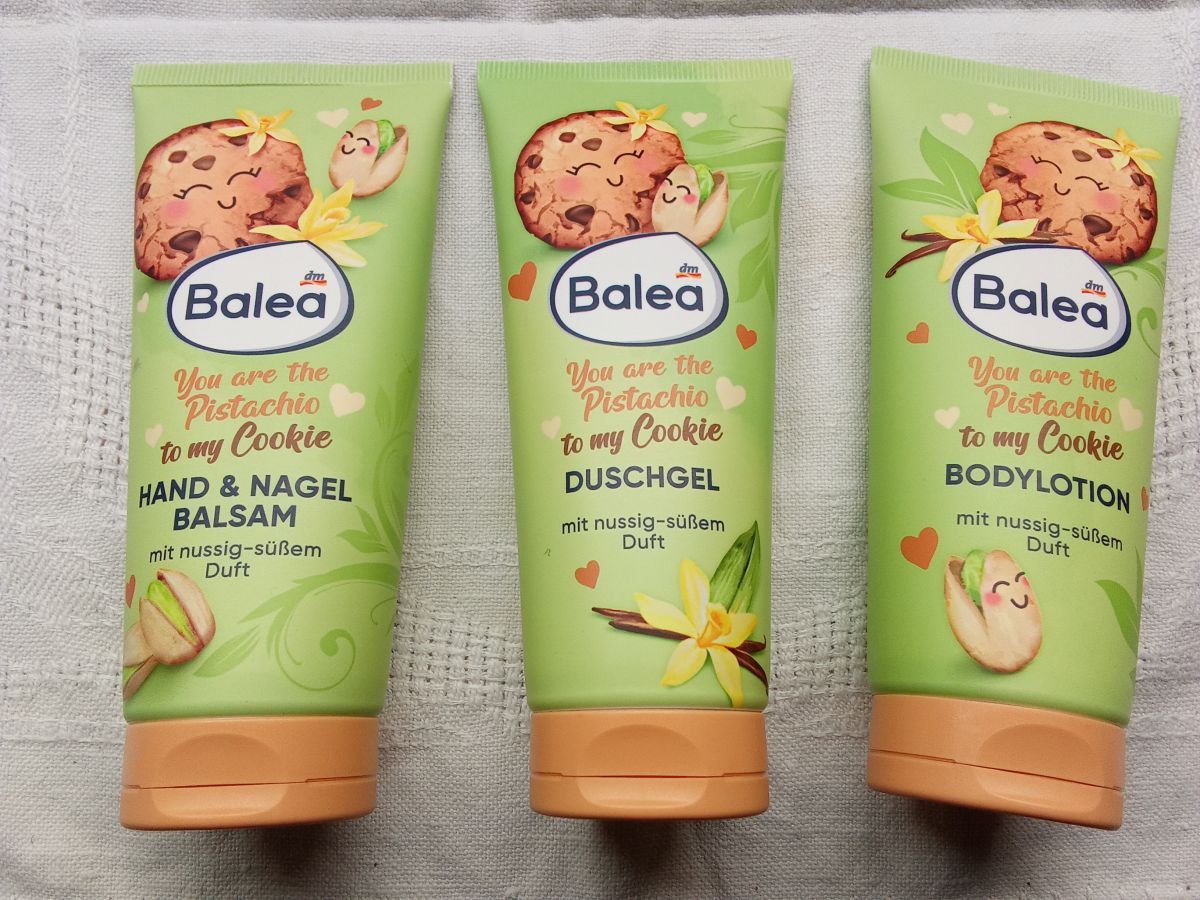 dm
Balea
You are the
Pistachio
to my Cookie
HAND & NAGEL
BALSAM
mit nussig-süßem
Duft
dm
Balea
You are the
Pistachio
to my Cookie
DUSCHGEL
mit nussig-süßem
Duft
dm
Balea
You are the
Pistachio
to my Cookie
BODYLOTION
mit nussig-süßem
Duft